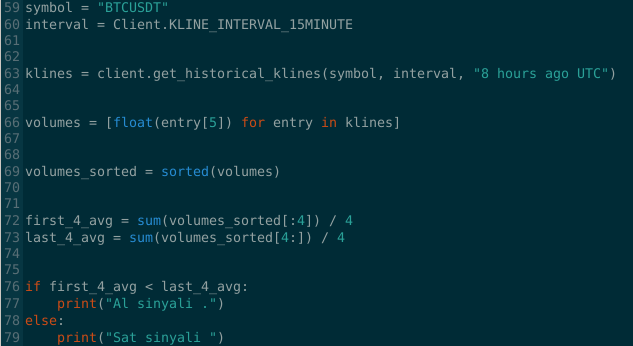 59 symbol = "BTCUSDT"
60 interval = Client.KLINE_INTERVAL_15MINUTE
61
62
63 klines = client.get_historical_klines(symbol, interval, "8 hours ago UTC")
64
65
66 volumes = [float(entry[5]) for entry in klines]
67
68
69 volumes_sorted = sorted(volumes)
70
71
72 first_4_avg = sum(volumes_sorted[:4]) / 4
73 last_4_avg = sum(volumes_sorted[4:]) / 4
74
75
76 if first_4_avg < last_4_avg:
77     print("Al sinyali .")
78 else:
79     print("Sat sinyali ")